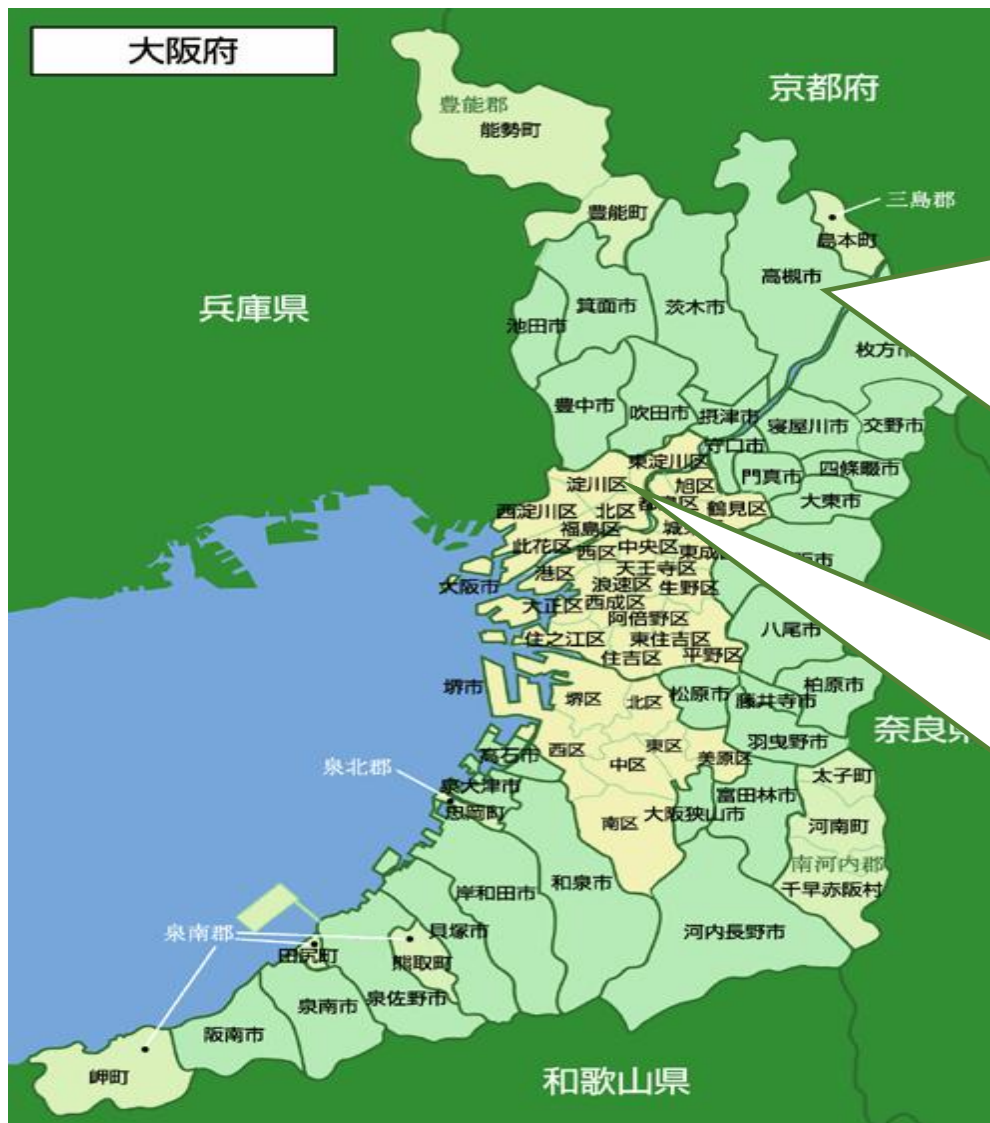 大阪府
京都府
豊能郡
能勢町
三島郡
豊能町
島本町
高槻市
兵庫県
箕面市
茨木市
池田市
枚方市
豊中市
吹田市
摂津市
寝屋川市
交野市
守口市
東淀川区
門真市
四條畷市
淀川区
旭区
大東市
西淀川区
北区
鶴見区
福島区
此花区
西区
中央区
東成
港区
天王寺区
大阪市
浪速区
生野区
大正区
西成区
阿倍野区
八尾市
住之江区
東住吉区
住吉区
平野区
堺市
堺区
北区
松原市
藤井寺市
柏原市
奈良県
高石市
西区
東区
羽曳野市
泉北郡
中区
美原区
太子町
泉大津市
忠岡町
富田林市
南区
大阪狭山市
河南町
南河内郡
岸和田市
和泉市
千早赤阪村
泉南郡
貝塚市
河内長野市
田尻町
熊取町
泉佐野市
泉南市
阪南市
岬町
和歌山県